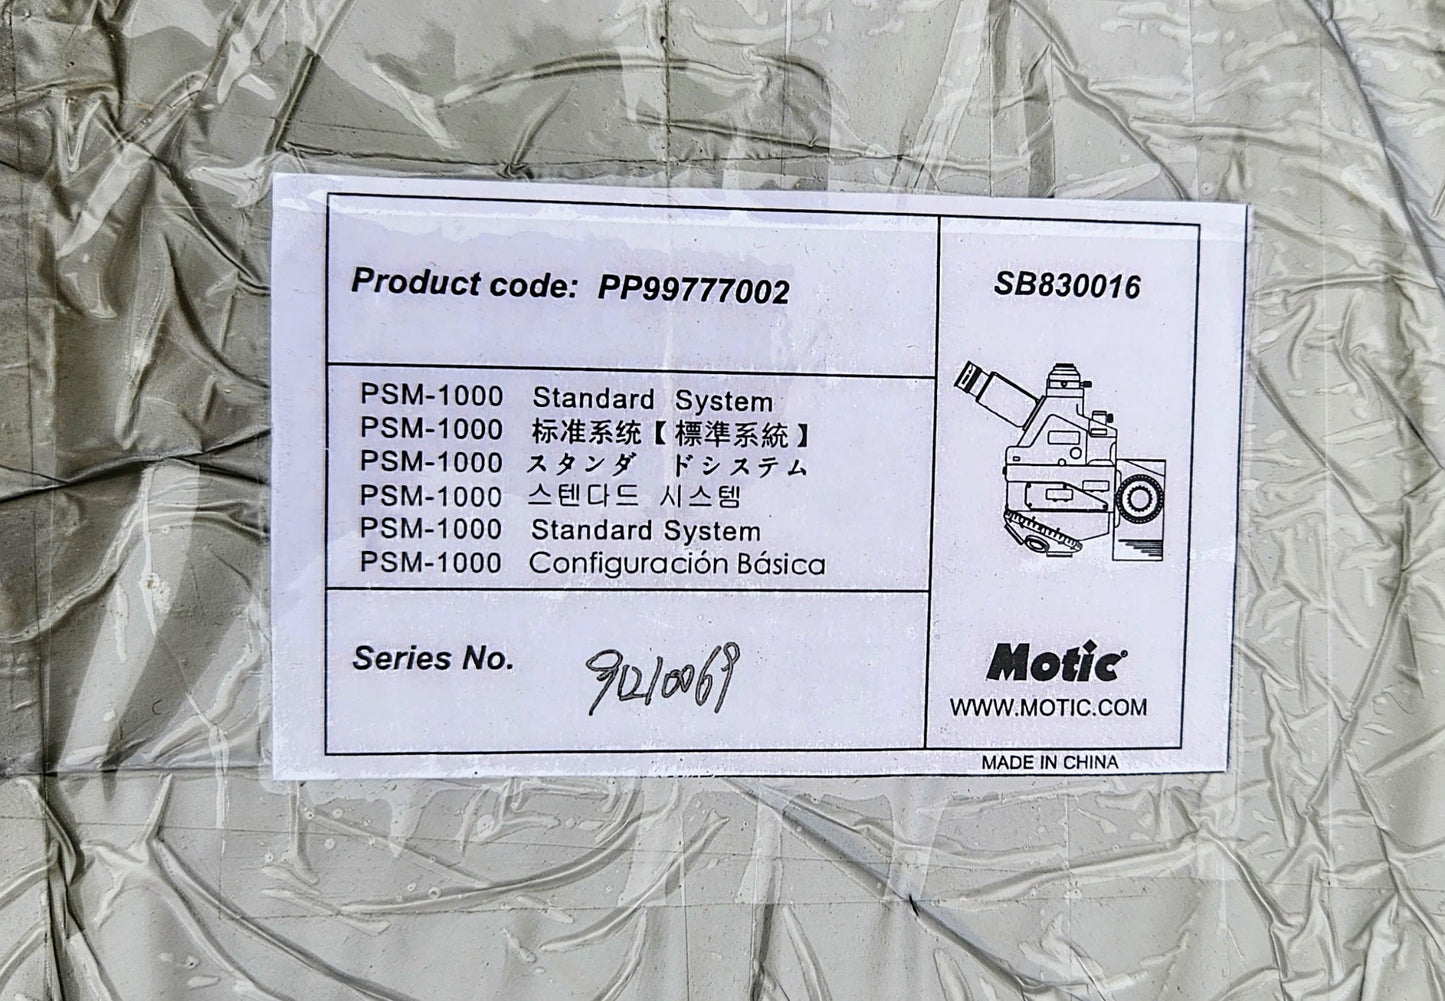 Product code: PP99777002
SB830016
PSM-1000 Standard System
PSM-1000 标准系统【標準系統】
PSM-1000 スタンダ ドシステム
PSM-1000 스텐다드 시스템
PSM-1000 Standard System
PSM-1000 Configuración Básica
Series No. 91210069
Motic®
WWW.MOTIC.COM
MADE IN CHINA